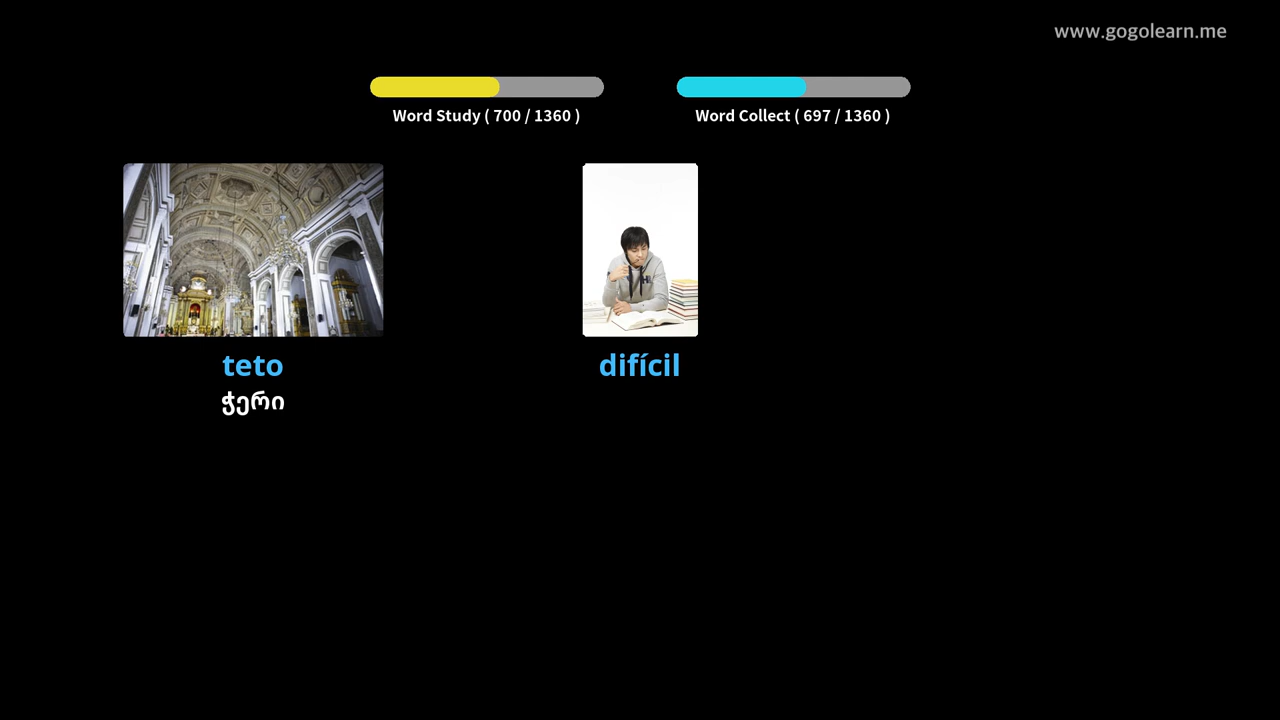 www.gogolearn.me
Word Study ( 700 / 1360 )
Word Collect ( 697 / 1360 )
teto
difícil
ჭერი